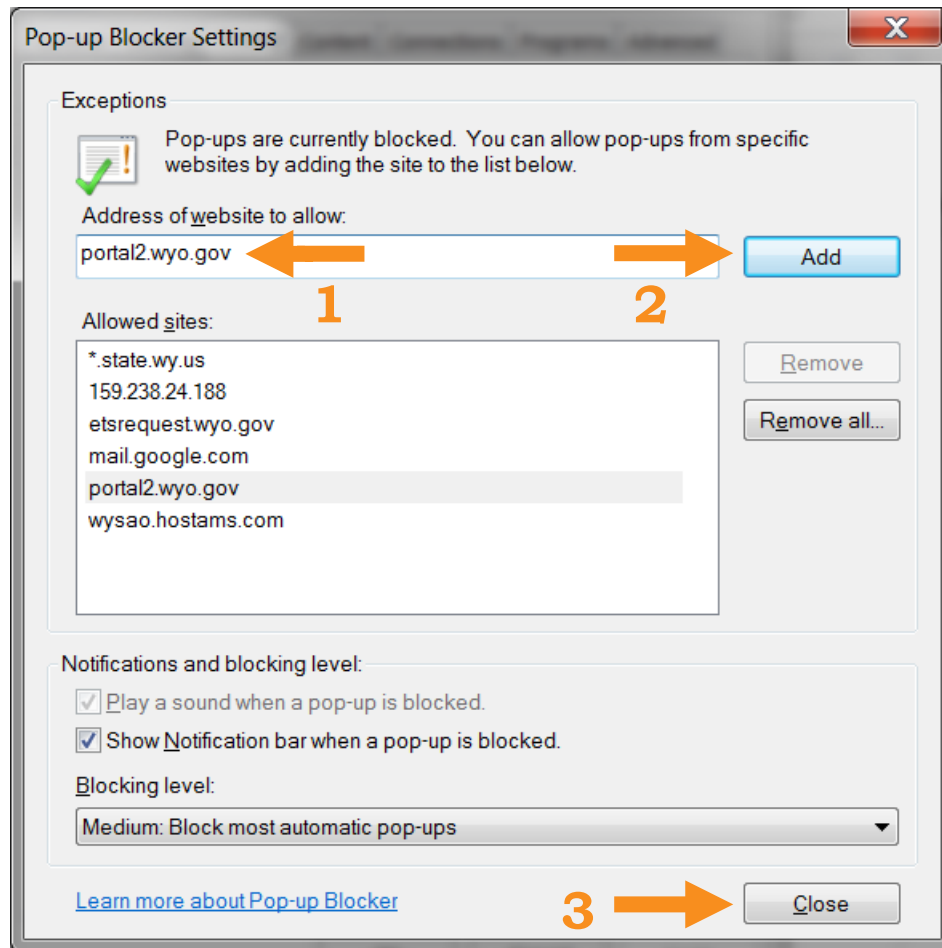 Pop-up Blocker Settings
Content Connections Programs Advanced
Exceptions
Pop-ups are currently blocked. You can allow pop-ups from specific
websites by adding the site to the list below.
Address of website to allow:
portal2.wyo.gov
Add
1
2
Allowed sites:
*.state.wy.us
159.238.24.188
etsrequest.wyo.gov
mail.google.com
portal2.wyo.gov
wysao.hostams.com
Remove
Remove all...
Notifications and blocking level:
Play a sound when a pop-up is blocked.
Show Notification bar when a pop-up is blocked.
Blocking level:
Medium: Block most automatic pop-ups
Learn more about Pop-up Blocker
3
Close